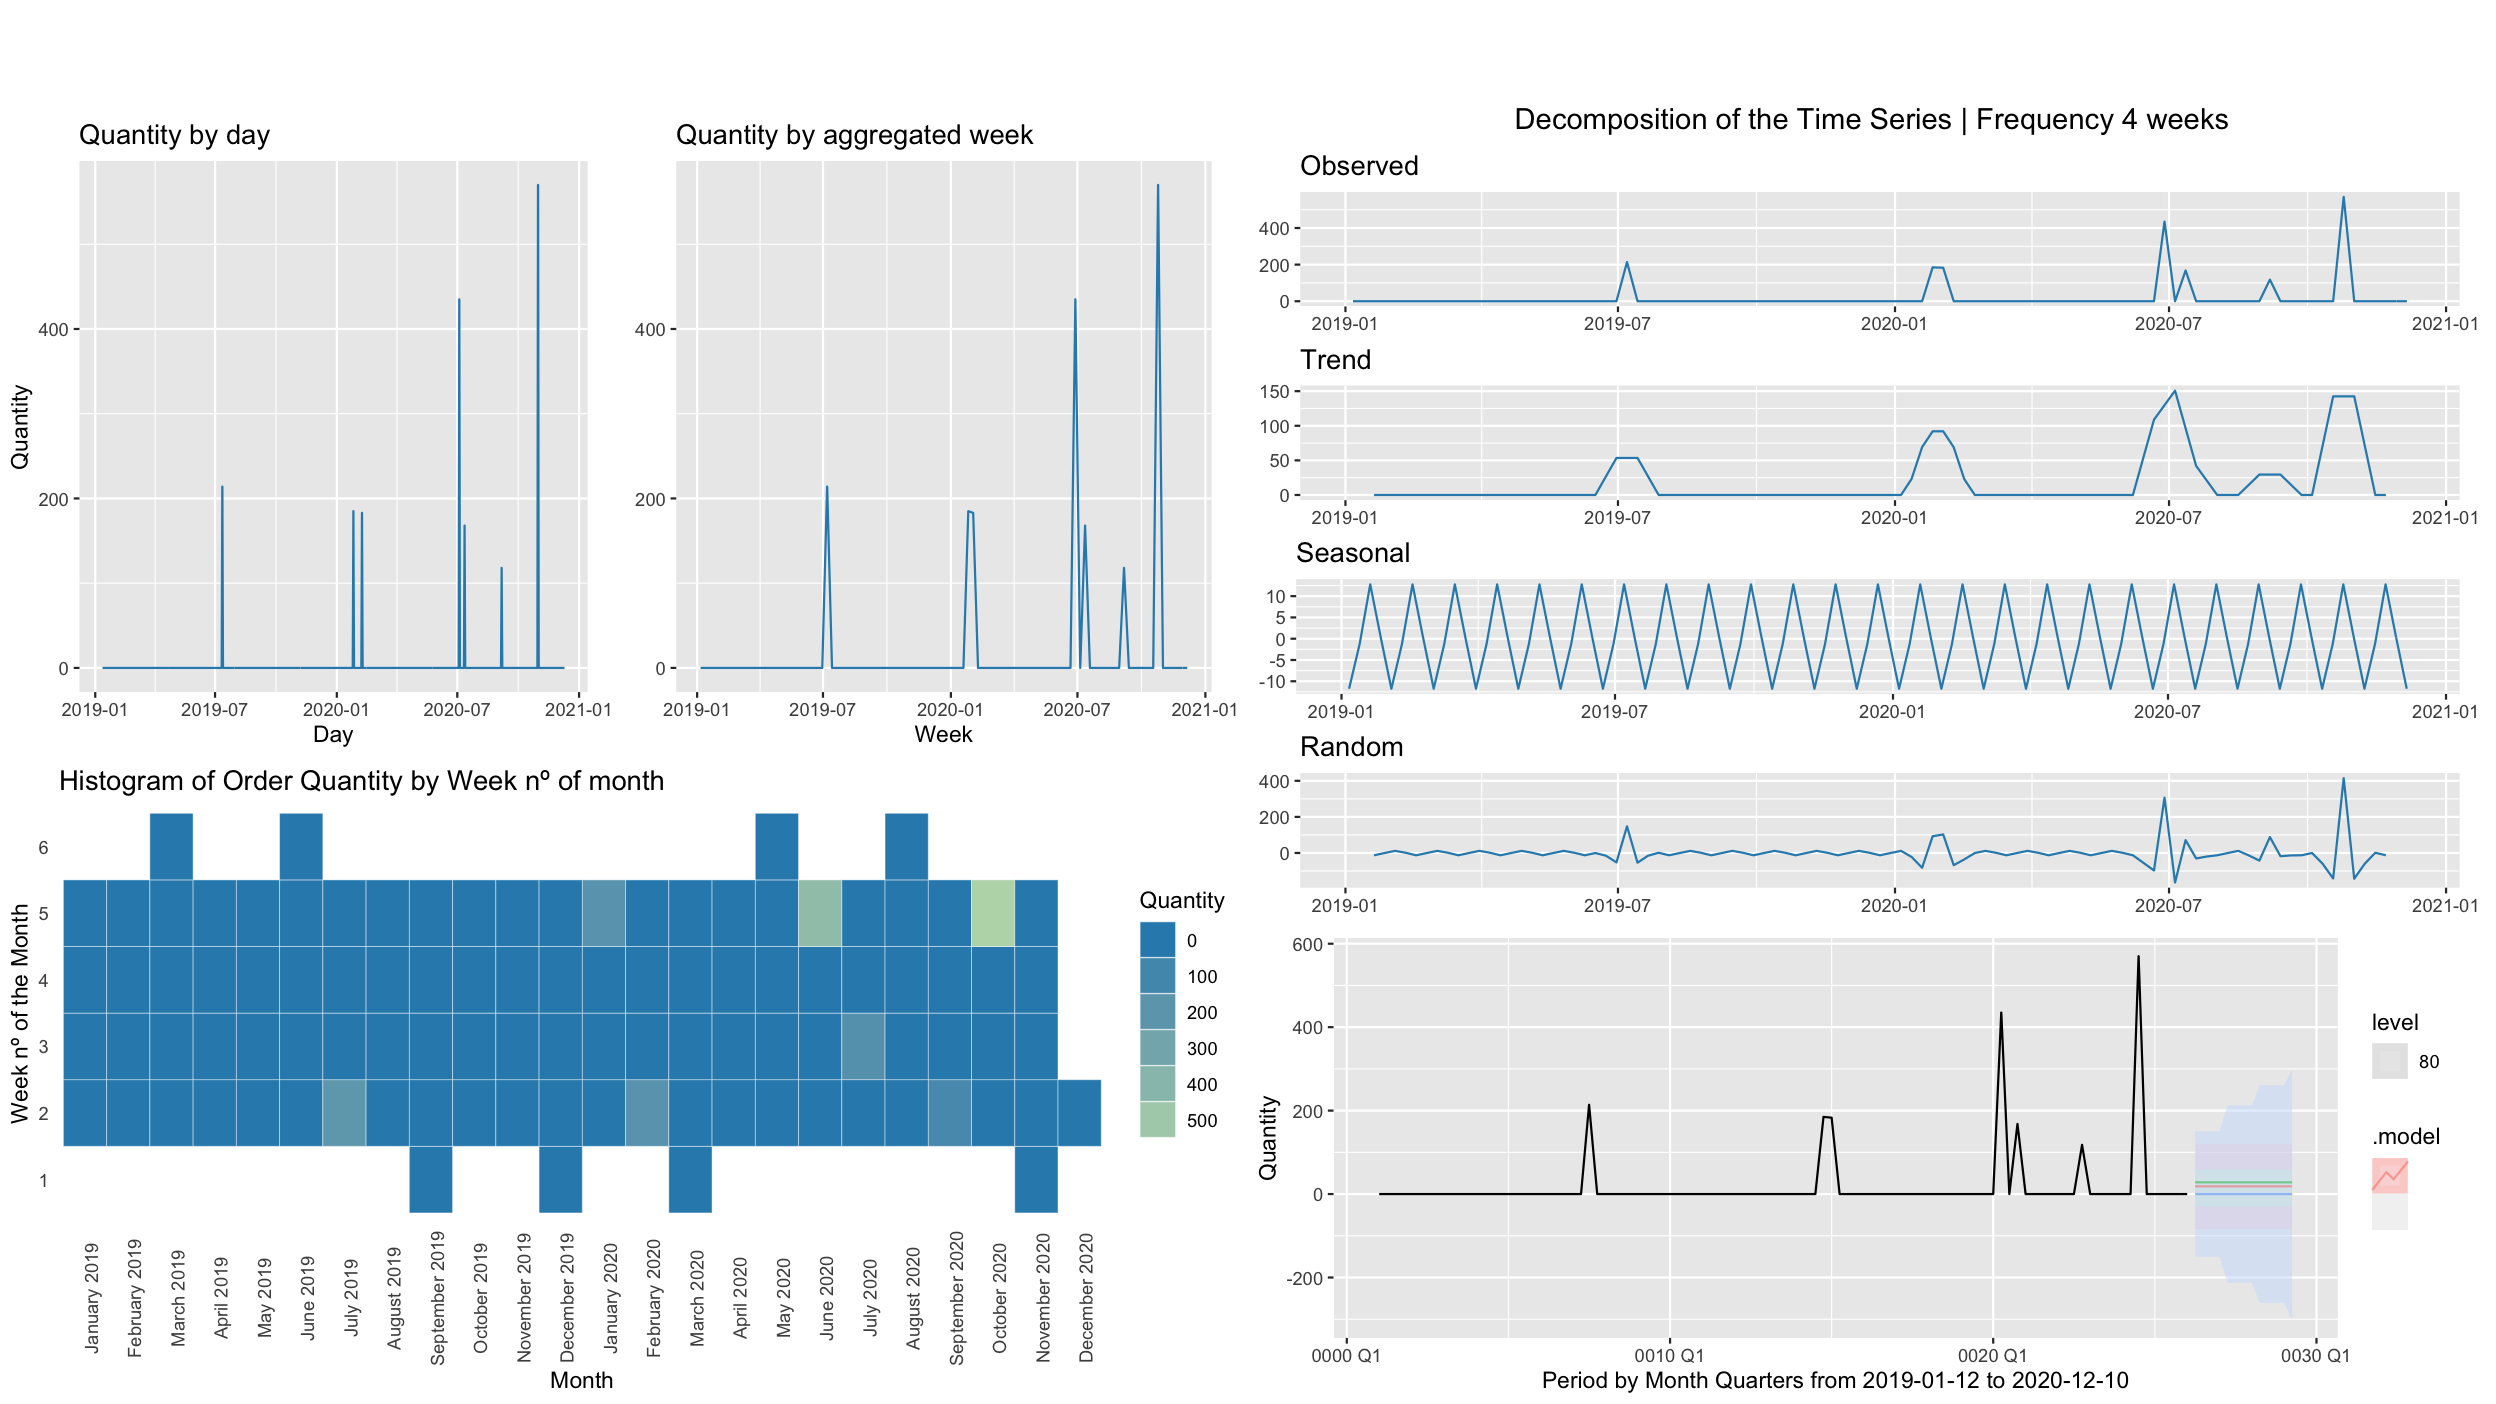 Quantity by day
Quantity
400
200
0
2019-01 2019-07 2020-01 2020-07 2021-01
Day
Quantity by aggregated week
400
200
0
2019-01 2019-07 2020-01 2020-07 2021-01
Week
Histogram of Order Quantity by Week nº of month
Week nº of the Month
6
5
4
3
2
1
January 2019
February 2019
March 2019
April 2019
May 2019
June 2019
July 2019
August 2019
September 2019
October 2019
November 2019
December 2019
January 2020
February 2020
March 2020
April 2020
May 2020
June 2020
July 2020
August 2020
September 2020
October 2020
November 2020
December 2020
Month
Quantity
0
100
200
300
400
500
Decomposition of the Time Series | Frequency 4 weeks
Observed
400
200
0
2019-01 2019-07 2020-01 2020-07 2021-01
Trend
150
100
50
0
2019-01 2019-07 2020-01 2020-07 2021-01
Seasonal
10
5
0
-5
-10
2019-01 2019-07 2020-01 2020-07 2021-01
Random
400
200
0
2019-01 2019-07 2020-01 2020-07 2021-01
Quantity
600
400
200
0
-200
0000 Q1 0010 Q1 0020 Q1 0030 Q1
Period by Month Quarters from 2019-01-12 to 2020-12-10
level
80
.model